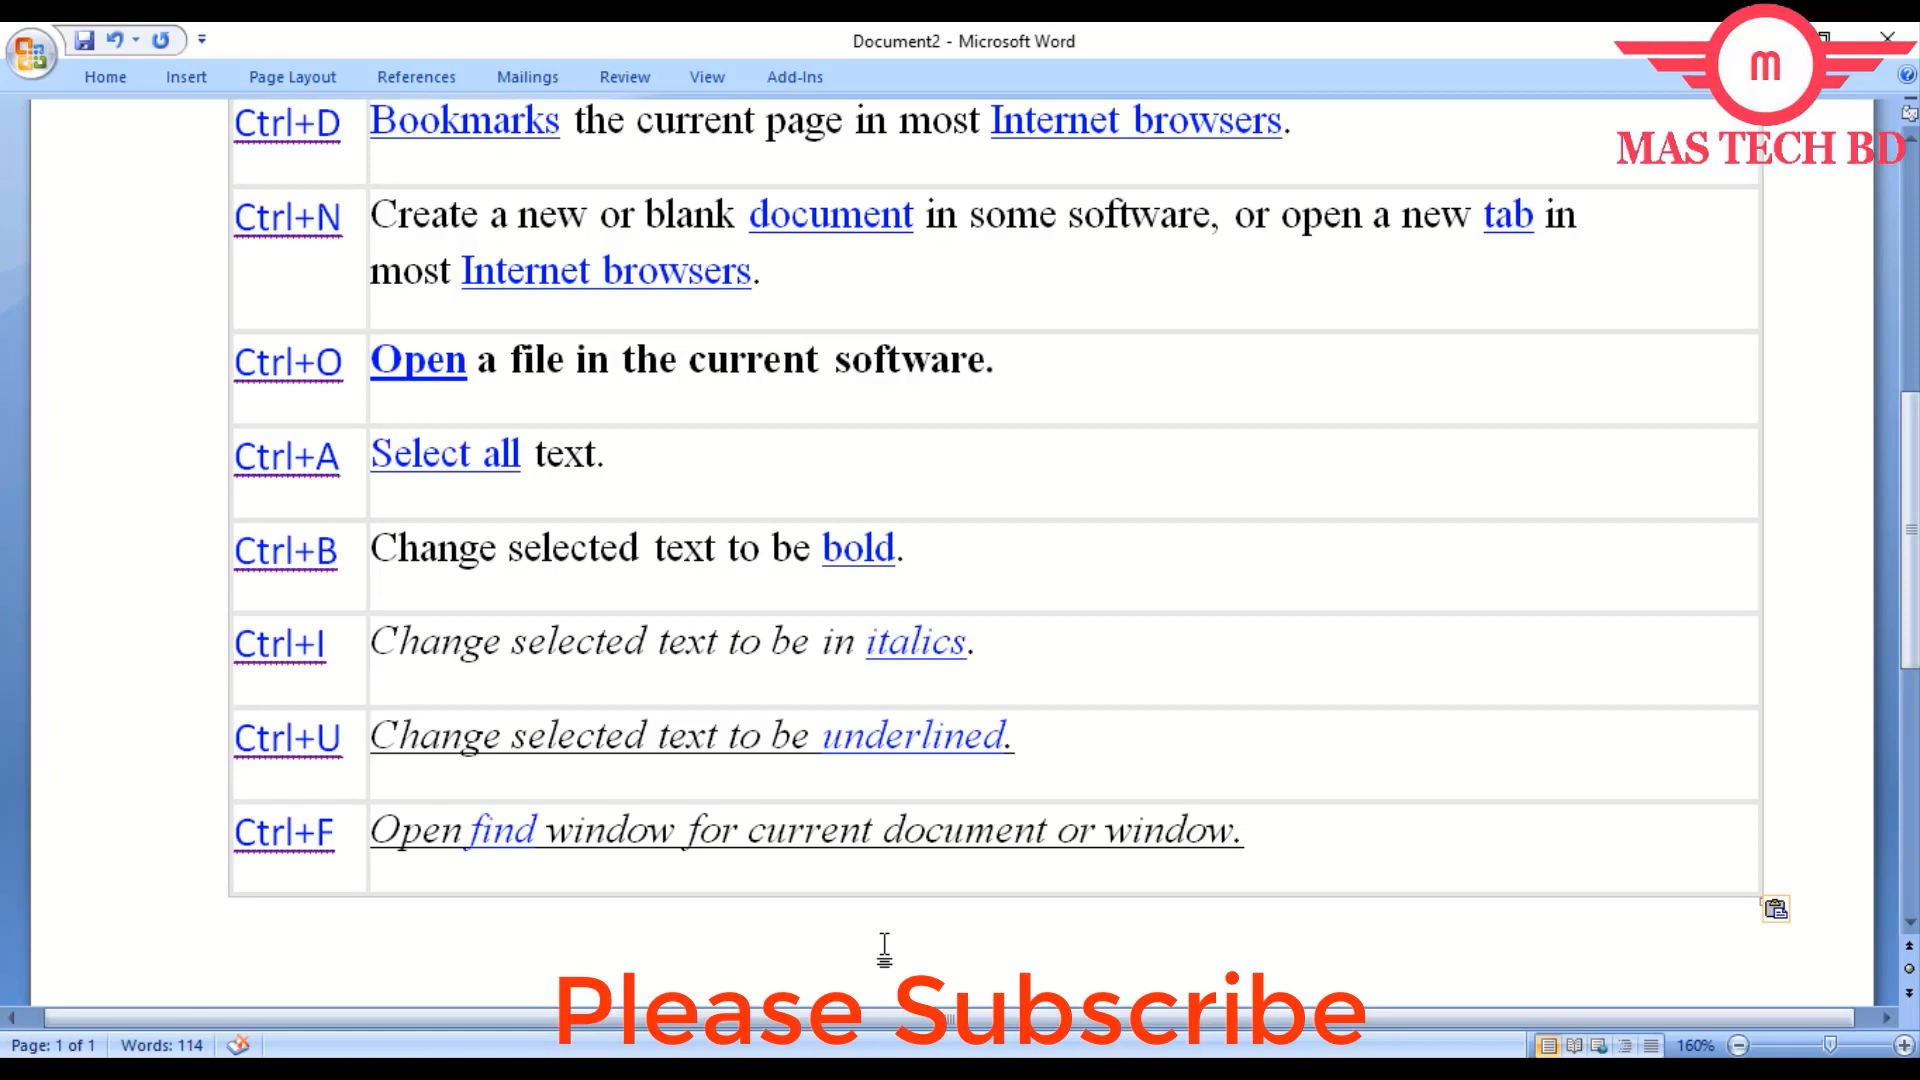 Document2 - Microsoft Word
m
Home Insert Page Layout References Mailings Review View Add-Ins
MAS TECH BD
Ctrl+D Bookmarks the current page in most Internet browsers.
Ctrl+N Create a new or blank document in some software, or open a new tab in
most Internet browsers.
Ctrl+O Open a file in the current software.
Ctrl+A Select all text.
Ctrl+B Change selected text to be bold.
Ctrl+I Change selected text to be in italics.
Ctrl+U Change selected text to be underlined.
Ctrl+F Open find window for current document or window.
Please Subscribe
Page: 1 of 1 Words: 114 160%